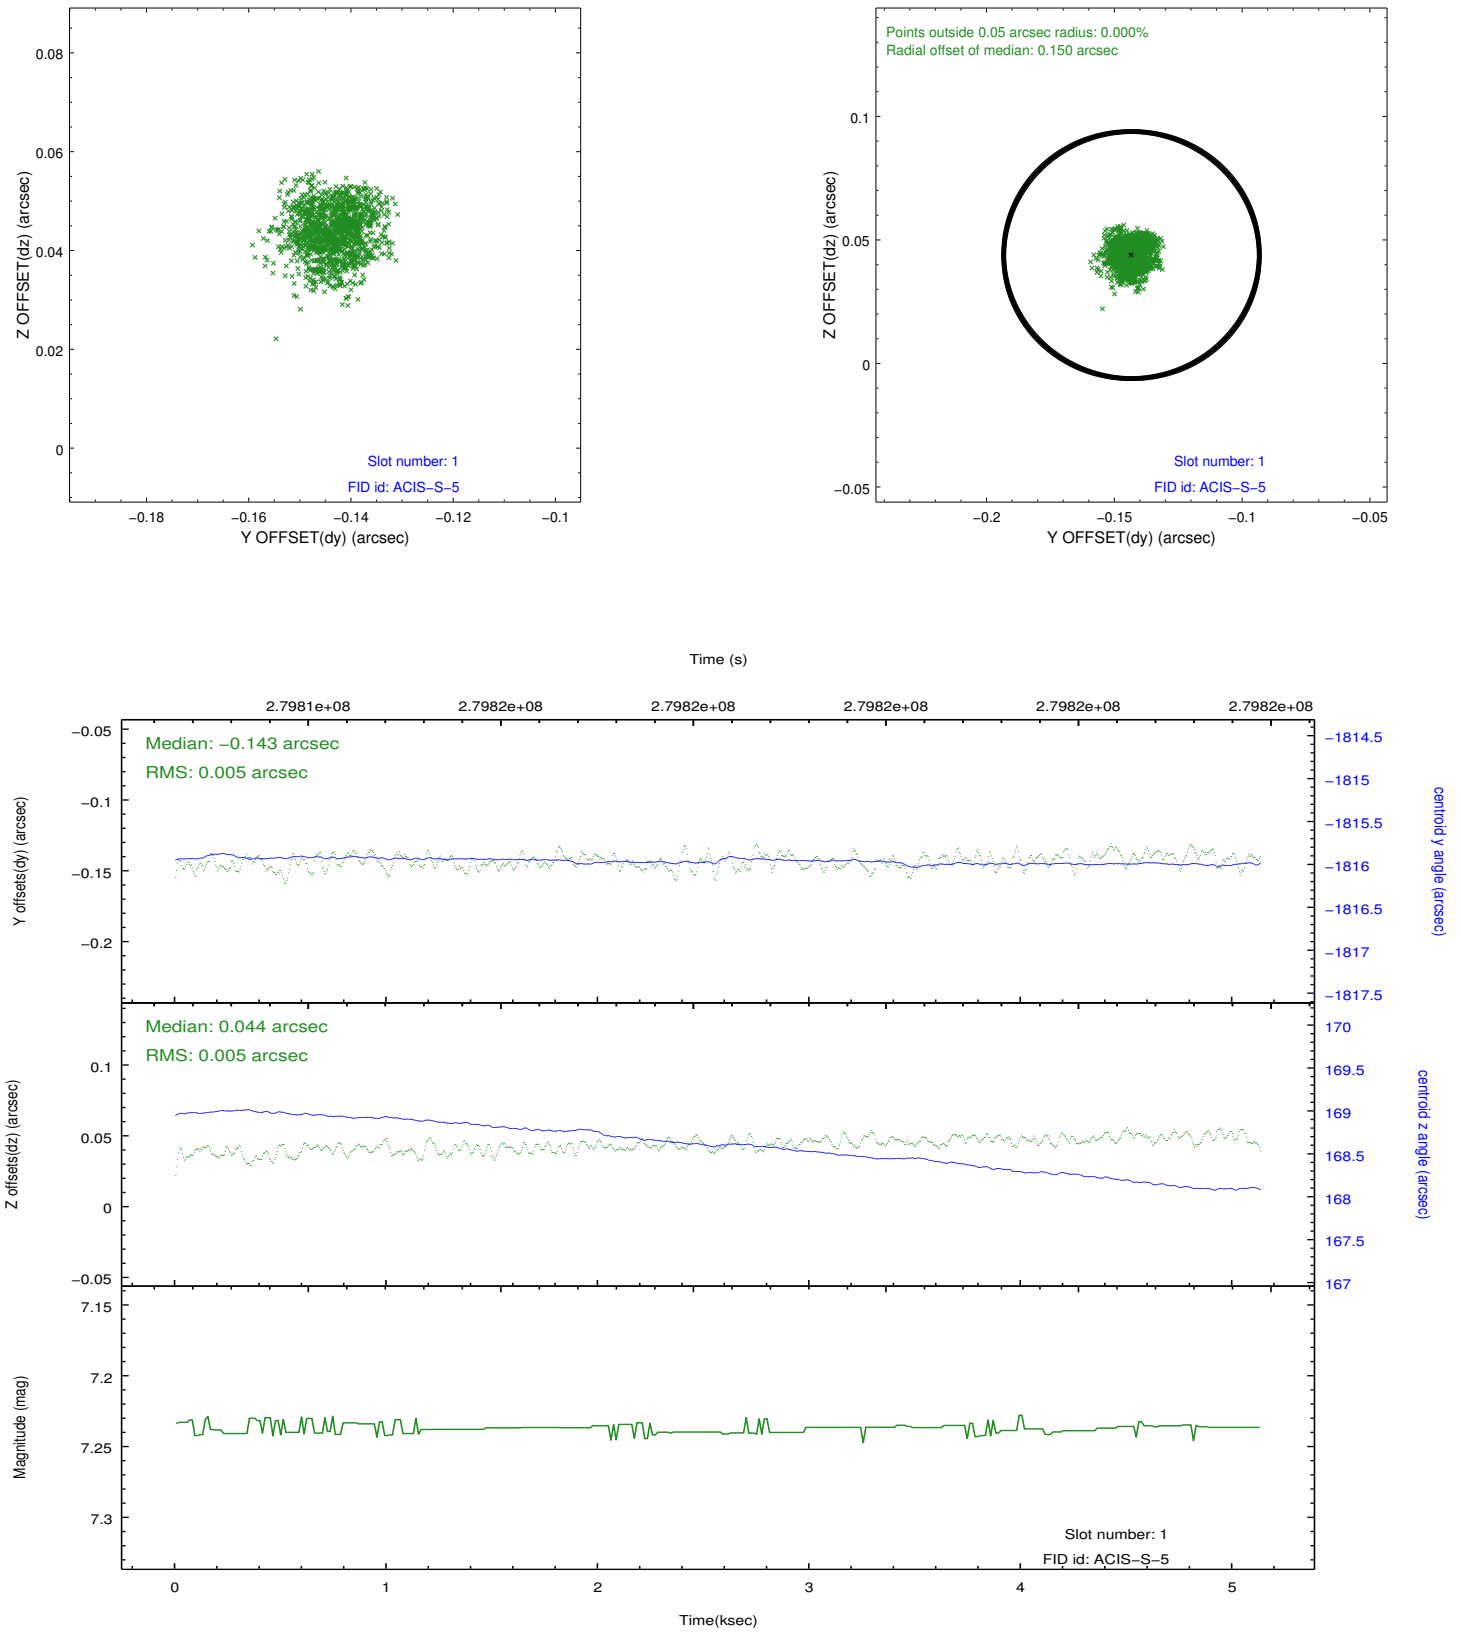 0.08
0.06
0.04
0.02
0
Z OFFSET(dz) (arcsec)
Slot number: 1
FID id: ACIS−S−5
−0.18
−0.16
−0.14
−0.12
−0.1
Y OFFSET(dy) (arcsec)
Points outside 0.05 arcsec radius: 0.000%
Radial offset of median: 0.150 arcsec
0.1
0.05
0
−0.05
Z OFFSET(dz) (arcsec)
Slot number: 1
FID id: ACIS−S−5
−0.2
−0.15
−0.1
−0.05
Y OFFSET(dy) (arcsec)
Time (s)
2.7981e+08
2.7982e+08
2.7982e+08
2.7982e+08
2.7982e+08
2.7982e+08
Median: −0.143 arcsec
RMS: 0.005 arcsec
−0.05
−0.1
−0.15
−0.2
Y offsets(dy) (arcsec)
−1814.5
−1815
−1815.5
−1816
−1816.5
−1817
−1817.5
centroid y angle (arcsec)
Median: 0.044 arcsec
RMS: 0.005 arcsec
0.1
0.05
0
−0.05
Z offsets(dz) (arcsec)
170
169.5
169
168.5
168
167.5
167
centroid z angle (arcsec)
7.15
7.2
7.25
7.3
Magnitude (mag)
Slot number: 1
FID id: ACIS−S−5
0
1
2
3
4
5
Time(ksec)